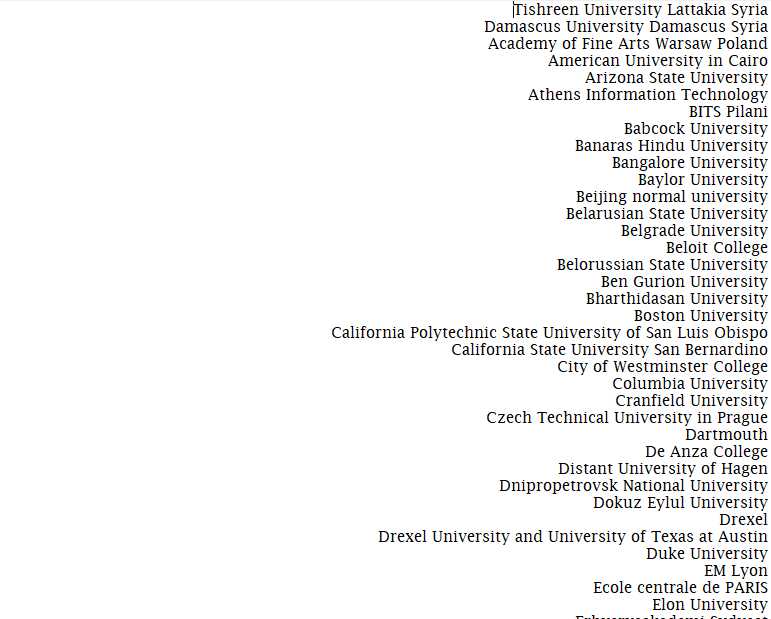 Tishreen University Lattakia Syria
Damascus University Damascus Syria
Academy of Fine Arts Warsaw Poland
American University in Cairo
Arizona State University
Athens Information Technology
BITS Pilani
Babcock University
Banaras Hindu University
Bangalore University
Baylor University
Beijing normal university
Belarusian State University
Belgrade University
Beloit College
Belorussian State University
Ben Gurion University
Bharthidasan University
Boston University
California Polytechnic State University of San Luis Obispo
California State University San Bernardino
City of Westminster College
Columbia University
Cranfield University
Czech Technical University in Prague
Dartmouth
De Anza College
Distant University of Hagen
Dnipropetrovsk National University
Dokuz Eylul University
Drexel
Drexel University and University of Texas at Austin
Duke University
EM Lyon
Ecole centrale de PARIS
Elon University